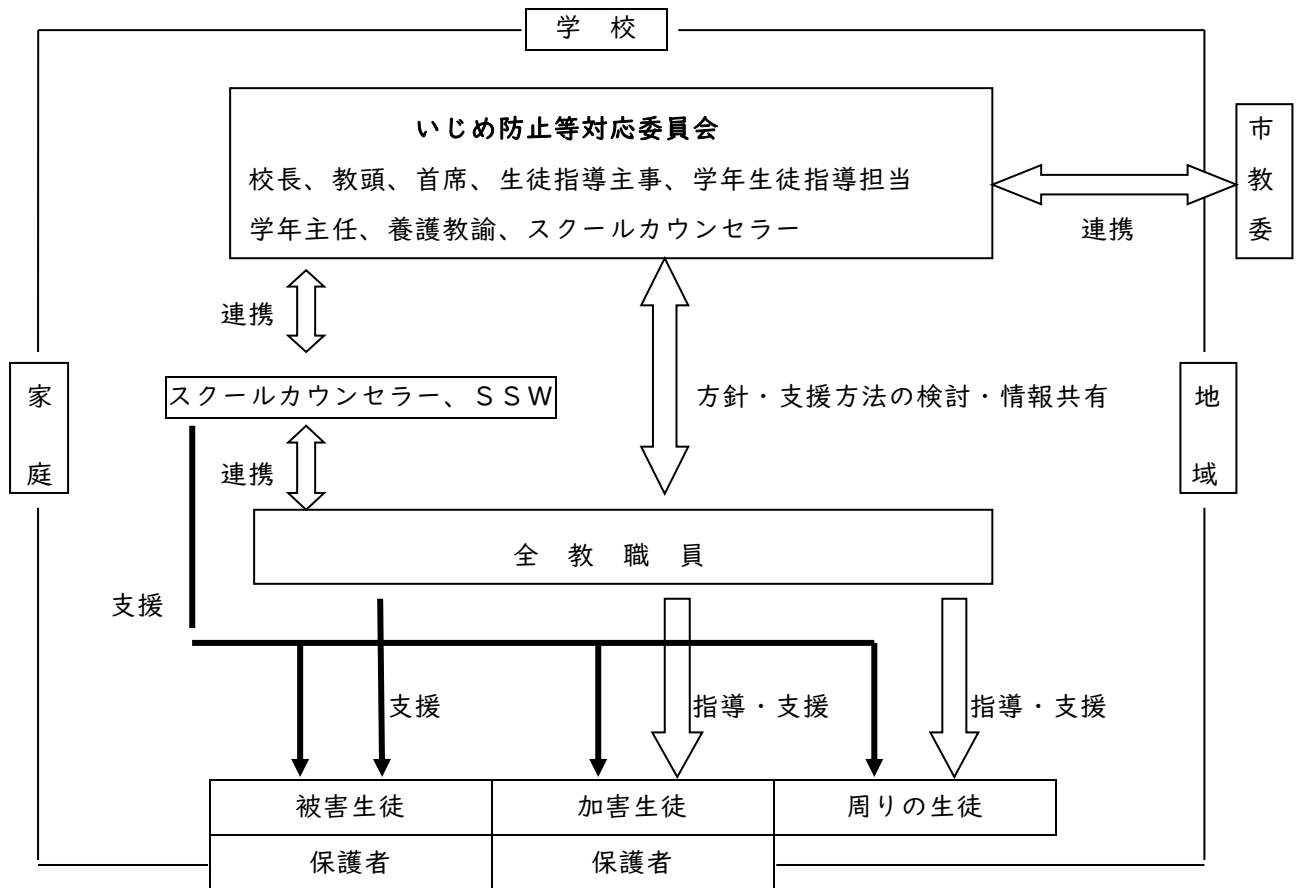 学　校
いじめ防止等対応委員会
校長、教頭、首席、生徒指導主事、学年生徒指導担当
学年主任、養護教諭、スクールカウンセラー
市教委
連携
連携
家庭
スクールカウンセラー、ＳＳＷ
方針・支援方法の検討・情報共有
地域
連携
全　教　職　員
支援
支援
指導・支援
指導・支援
被害生徒
加害生徒
周りの生徒
保護者
保護者